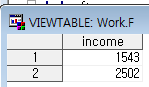 VIEWTABLE: Work.F
income
1 1543
2 2502